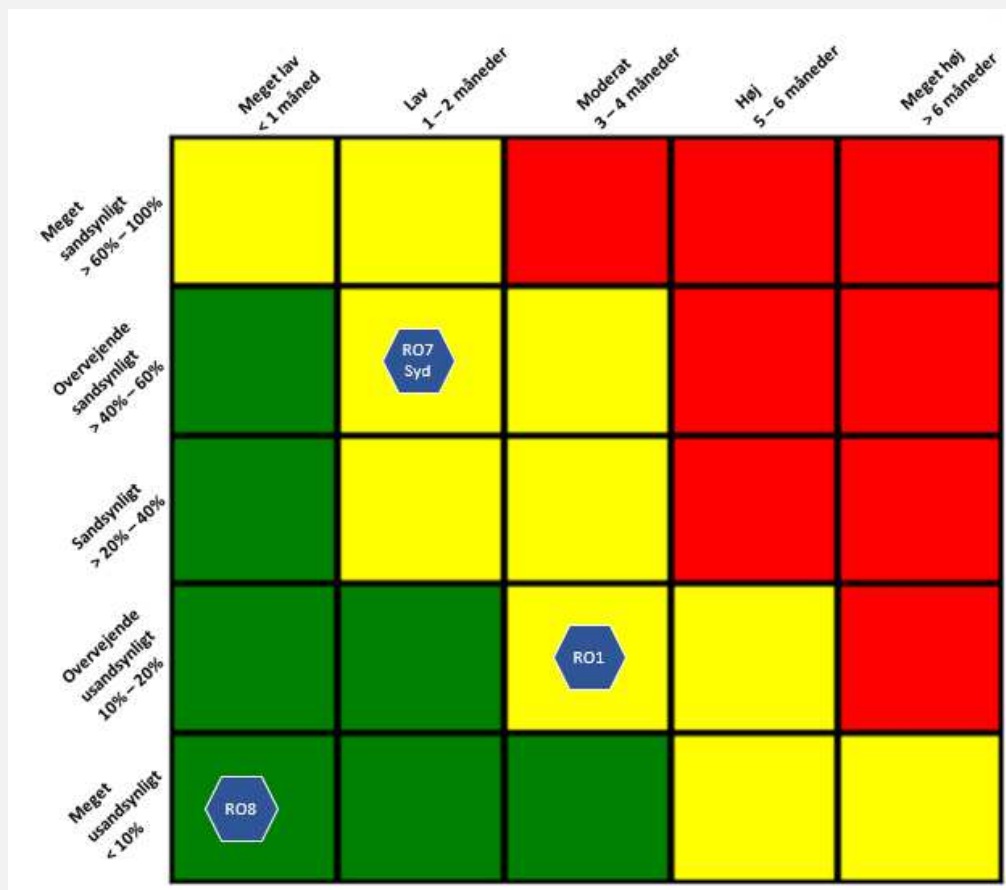 Meget lav
< 1 måned
Lav
1 – 2 måneder
Moderat
3 – 4 måneder
Høj
5 – 6 måneder
Meget høj
> 6 måneder
Meget
sandsynligt
> 60% – 100%
Overvejende
sandsynligt
> 40% – 60%
RO7
Syd
Sandsynligt
> 20% – 40%
Overvejende
usandsynligt
10% – 20%
RO1
Meget
usandsynligt
< 10%
RO8